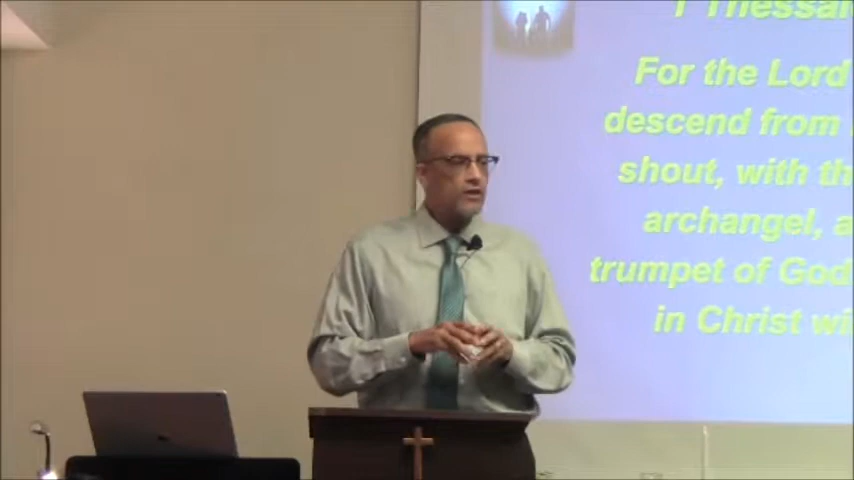 1 Thessal
For the Lord
descend from
shout, with th
archangel, a
trumpet of God
in Christ wi